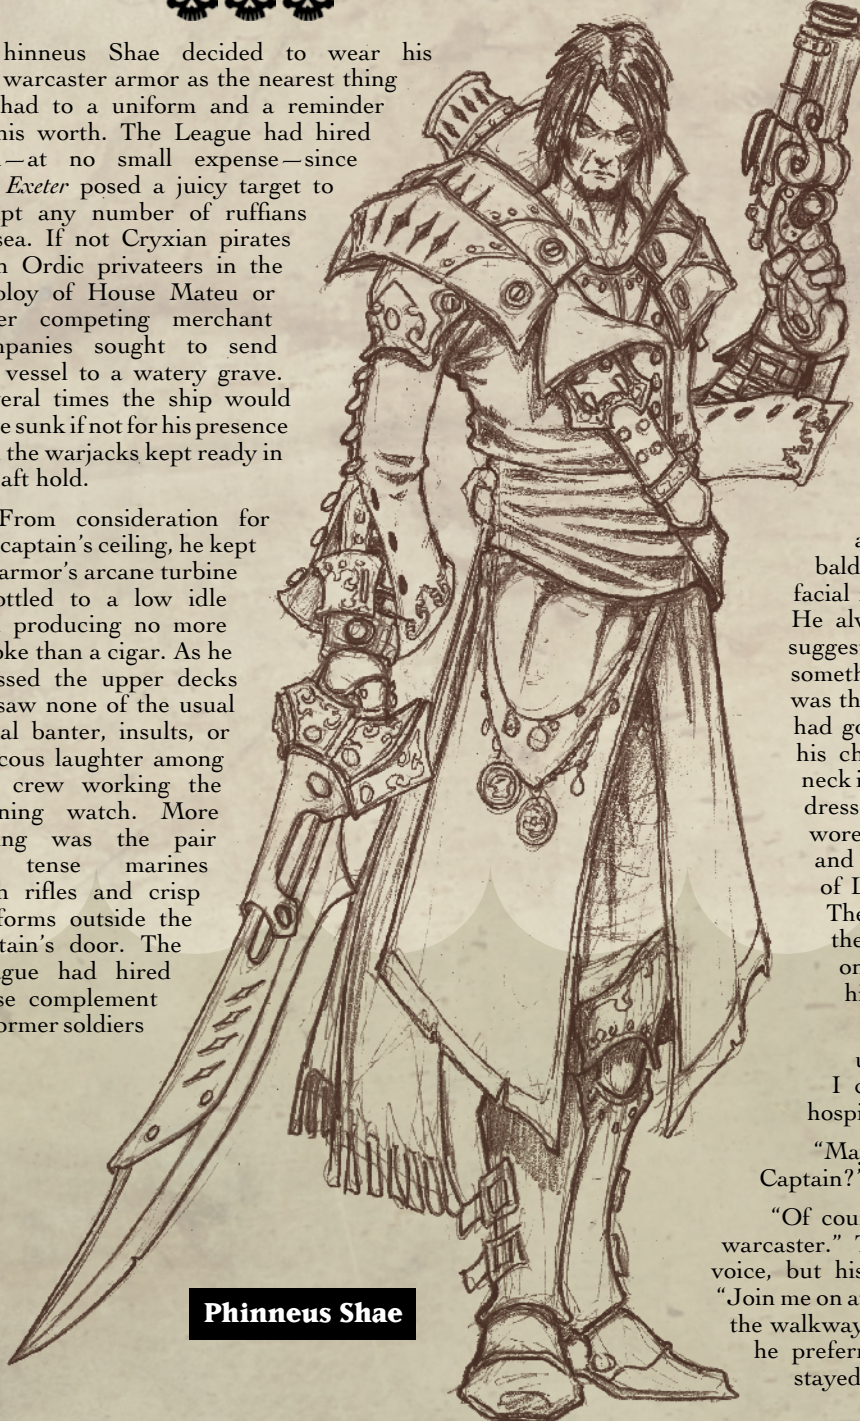 hinneus Shae decided to wear his
warcaster armor as the nearest thing
had to a uniform and a reminder
his worth. The League had hired
—at no small expense—since
Exeter posed a juicy target to
pt any number of ruffians
sea. If not Cryxian pirates
n Ordic privateers in the
ploy of House Mateu or
er competing merchant
mpanies sought to send
vessel to a watery grave.
veral times the ship would
e sunk if not for his presence
the warjacks kept ready in
aft hold.
From consideration for
captain’s ceiling, he kept
armor’s arcane turbine
ottled to a low idle
producing no more
oke than a cigar. As he
ssed the upper decks
saw none of the usual
al banter, insults, or
cous laughter among
crew working the
ning watch. More
ng was the pair
tense marines
h rifles and crisp
forms outside the
tain’s door. The
gue had hired
se complement
ormer soldiers
Phinneus Shae
a
bald
facial
He alw
suggest
someth
was th
had go
his ch
neck i
dress
wore
and
of L
The
the
on
hi
u
I c
hospi
“Ma
Captain?”
“Of cou
warcaster.” T
voice, but his
“Join me on a
the walkway
he preferr
stayed